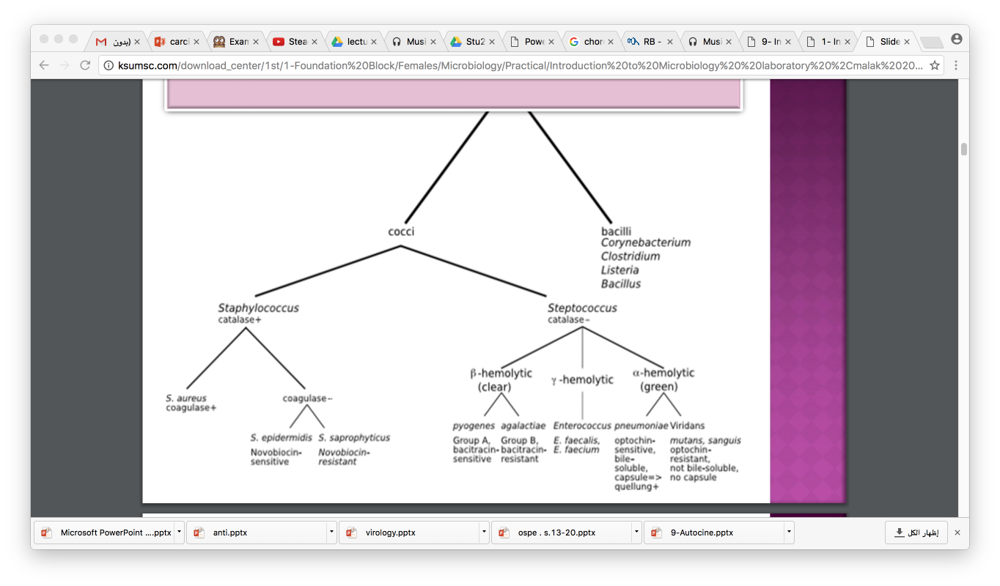 (بدون
carci
Exam
Stea
lectu
Musi
Stu2
Powe
chor
RB -
Musi
9- In
1- In
Slide
ksumsc.com/download_center/1st/1-Foundation%20Block/Females/Microbiology/Practical/Introduction%20to%20Microbiology%20%20laboratory%20%2Cmalak%2020...
cocci
bacilli
Corynebacterium
Clostridium
Listeria
Bacillus
Staphylococcus
catalase+
Steptococcus
catalase–
S. aureus
coagulase+
coagulase–
S. epidermidis
Novobiocin-
sensitive
S. saprophyticus
Novobiocin-
resistant
β-hemolytic
(clear)
γ-hemolytic
α-hemolytic
(green)
pyogenes
Group A,
bacitracin-
sensitive
agalactiae
Group B,
bacitracin-
resistant
Enterococcus
E. faecalis,
E. faecium
pneumoniae
optochin-
sensitive,
bile-
soluble,
capsule=>
quellung+
Viridans
mutans, sanguis
optochin-
resistant,
not bile-soluble,
no capsule
Microsoft PowerPoint ....pptx
anti.pptx
virology.pptx
ospe . s.13-20.pptx
9-Autocine.pptx
إظهار الكل